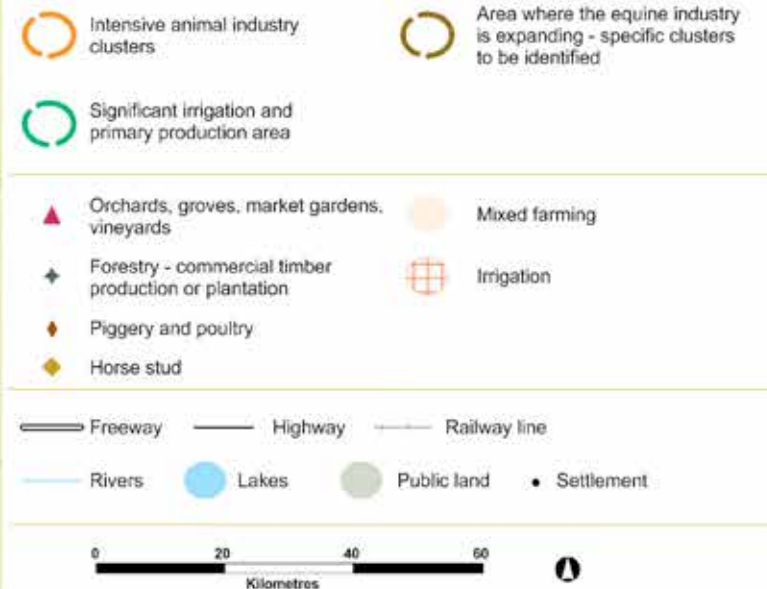 Intensive animal industry
clusters
Area where the equine industry
is expanding - specific clusters
to be identified
Significant irrigation and
primary production area
Orchards, groves, market gardens,
vineyards
Mixed farming
Forestry - commercial timber
production or plantation
Irrigation
Piggery and poultry
Horse stud
Freeway
Highway
Railway line
Rivers
Lakes
Public land
Settlement
0 20 40 60
Kilometres